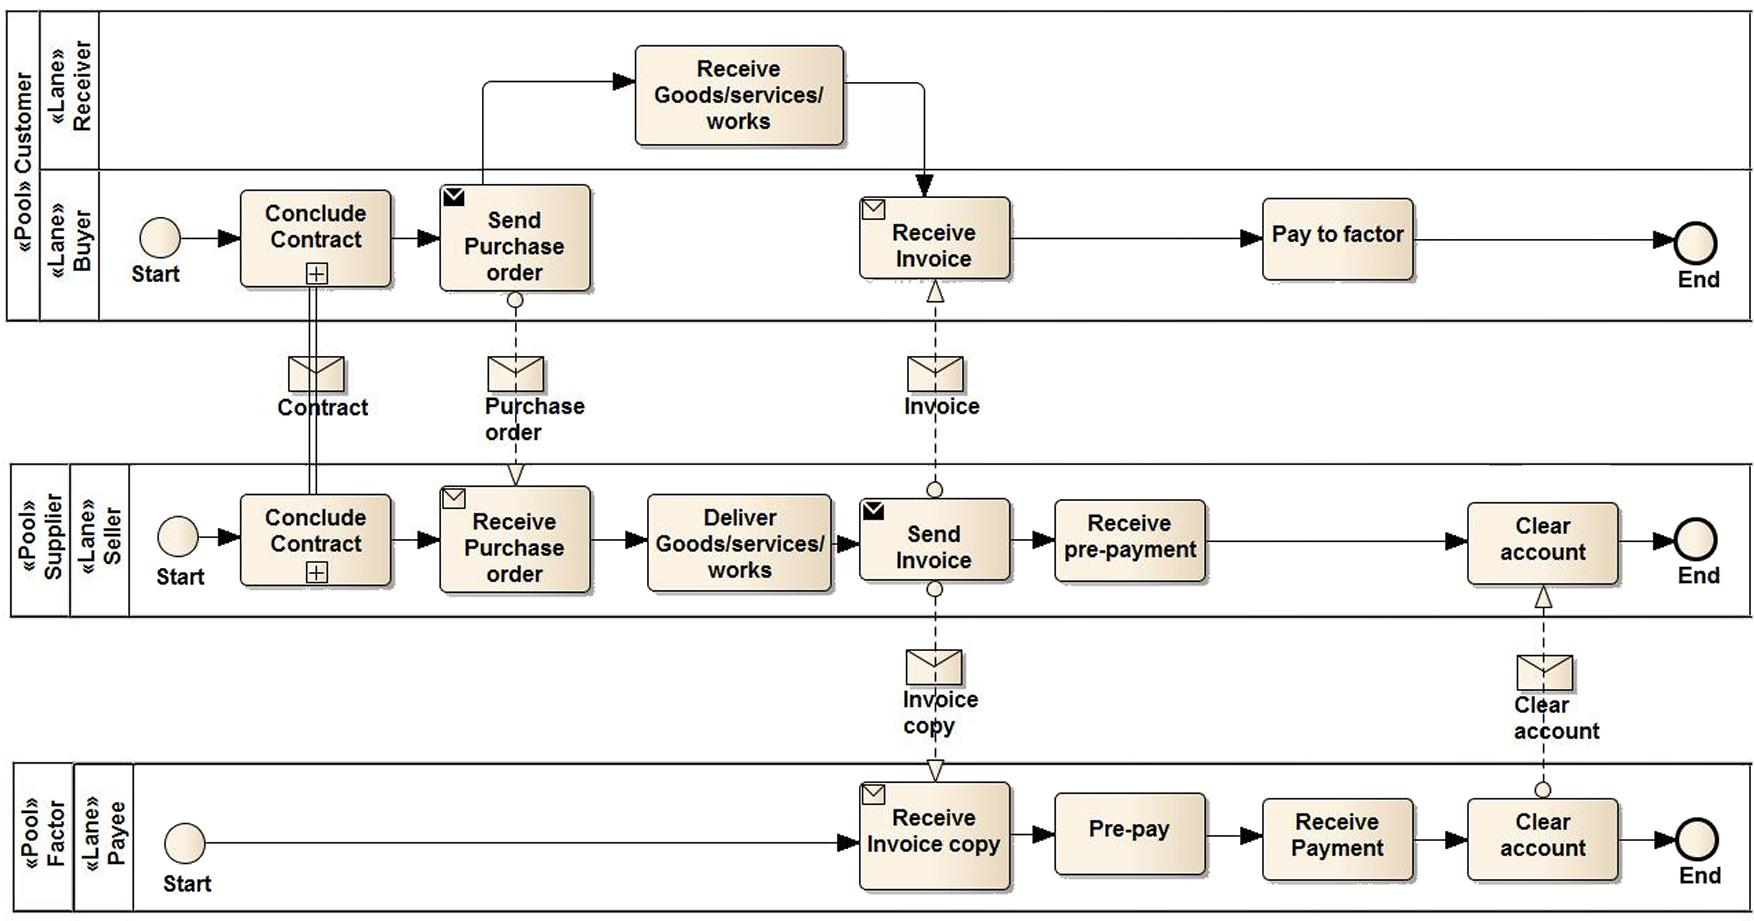 «Pool» Customer
«Lane»
Receiver
Receive
Goods/services/
works
«Lane»
Buyer
Start
Conclude
Contract
Send
Purchase
order
Receive
Invoice
Pay to factor
End
Contract
Purchase
order
Invoice
«Pool»
Supplier
«Lane»
Seller
Start
Conclude
Contract
Receive
Purchase
order
Deliver
Goods/services/
works
Send
Invoice
Receive
pre-payment
Clear
account
End
Invoice
copy
Clear
account
«Pool»
Factor
«Lane»
Payee
Start
Receive
Invoice copy
Pre-pay
Receive
Payment
Clear
account
End